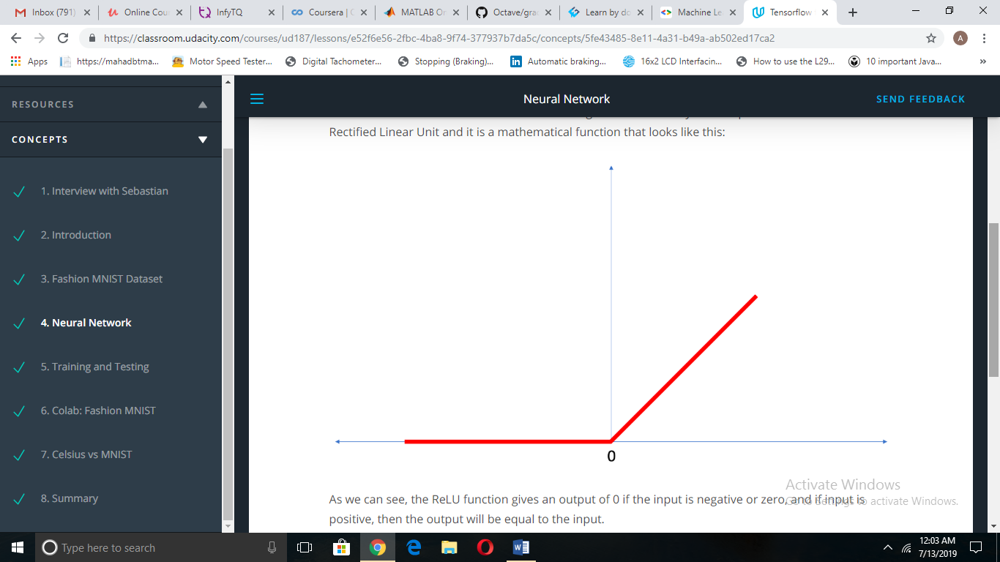 Inbox (791)
Online Cou
InfyTQ
Coursera | C
MATLAB Or
Octave/gra
Learn by do
Machine Le
Tensorflow
https://classroom.udacity.com/courses/ud187/lessons/e52f6e56-2fbc-4ba8-9f74-377937b7da5c/concepts/5fe43485-8e11-4a31-b49a-ab502ed17ca2
A
Apps
https://mahadbtma...
Motor Speed Tester...
Digital Tachometer...
Stopping (Braking)...
in
Automatic braking...
16x2 LCD Interfacin...
How to use the L29...
10 important Java...
»
RESOURCES
CONCEPTS
1. Interview with Sebastian
2. Introduction
3. Fashion MNIST Dataset
4. Neural Network
5. Training and Testing
6. Colab: Fashion MNIST
7. Celsius vs MNIST
8. Summary
Neural Network
SEND FEEDBACK
Rectified Linear Unit and it is a mathematical function that looks like this:
0
As we can see, the ReLU function gives an output of 0 if the input is negative or zero, and if input is
positive, then the output will be equal to the input.
Activate Windows
Go to Settings to activate Windows.
Type here to search
12:03 AM
7/13/2019